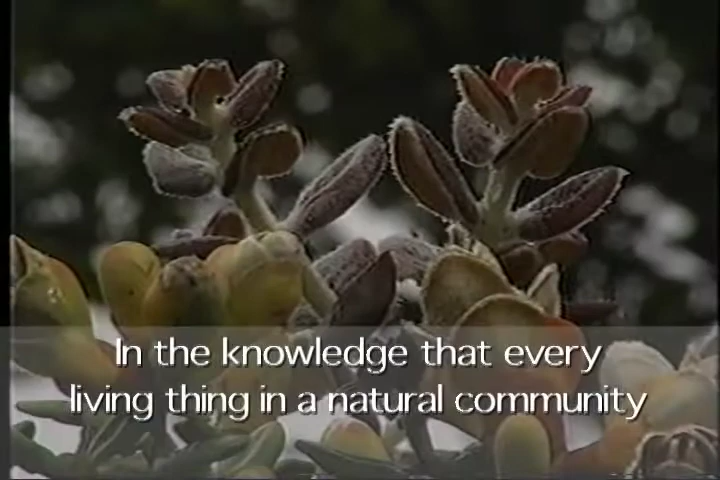 In the knowledge that every
living thing in a natural community